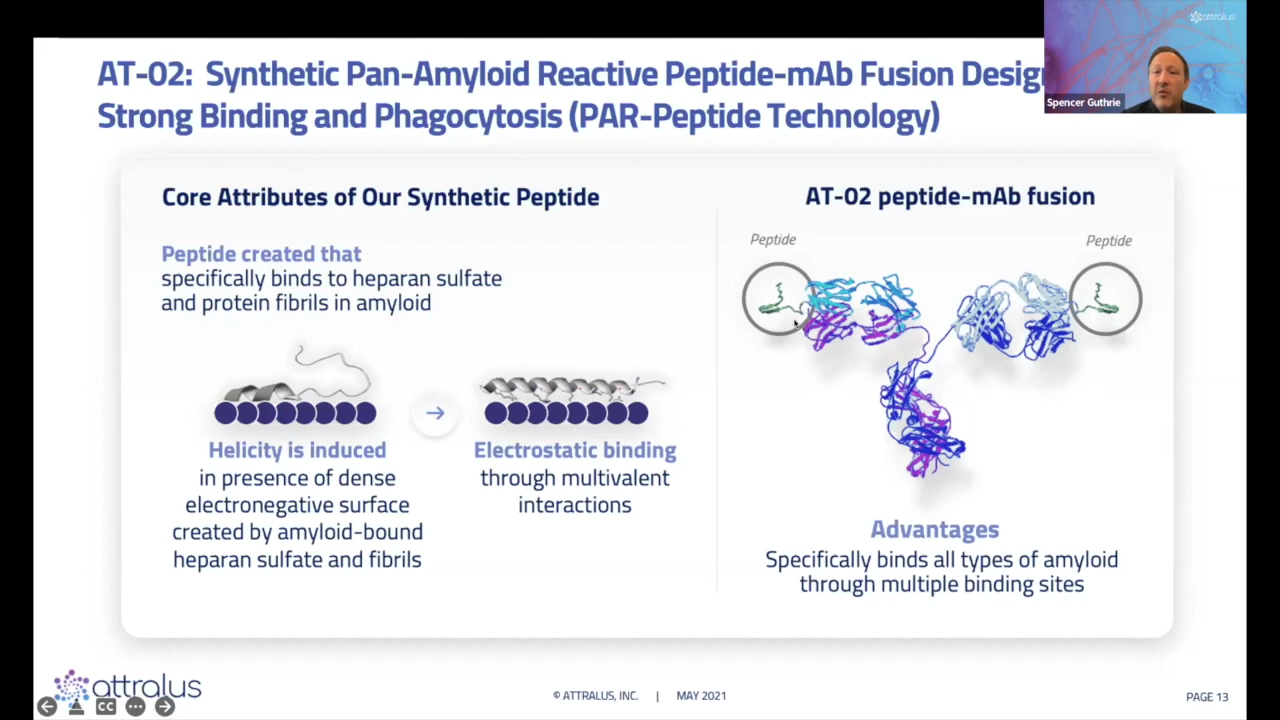 attralus
Spencer Guthrie
AT-02: Synthetic Pan-Amyloid Reactive Peptide-mAb Fusion
Strong Binding and Phagocytosis (PAR-Peptide Technology)
Core Attributes of Our Synthetic Peptide
Peptide created that
specifically binds to heparan sulfate
and protein fibrils in amyloid
Helicity is induced
in presence of dense
electronegative surface
created by amyloid-bound
heparan sulfate and fibrils
Electrostatic binding
through multivalent
interactions
AT-02 peptide-mAb fusion
Peptide
Peptide
Advantages
Specifically binds all types of amyloid
through multiple binding sites
attralus
CC
© ATTRALUS, INC. | MAY 2021
PAGE 13